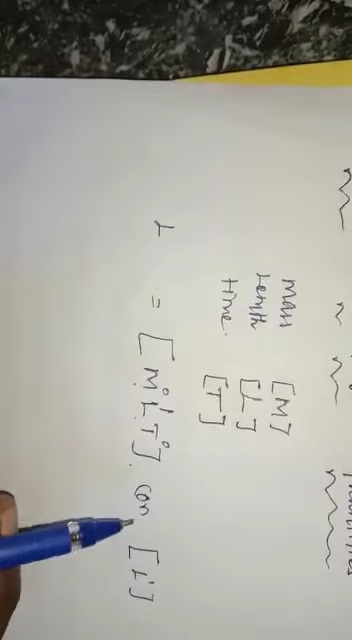 Mass [M]
Length [L]
time. [T]
L = [M⁰L¹T⁰]. (or) [L¹]